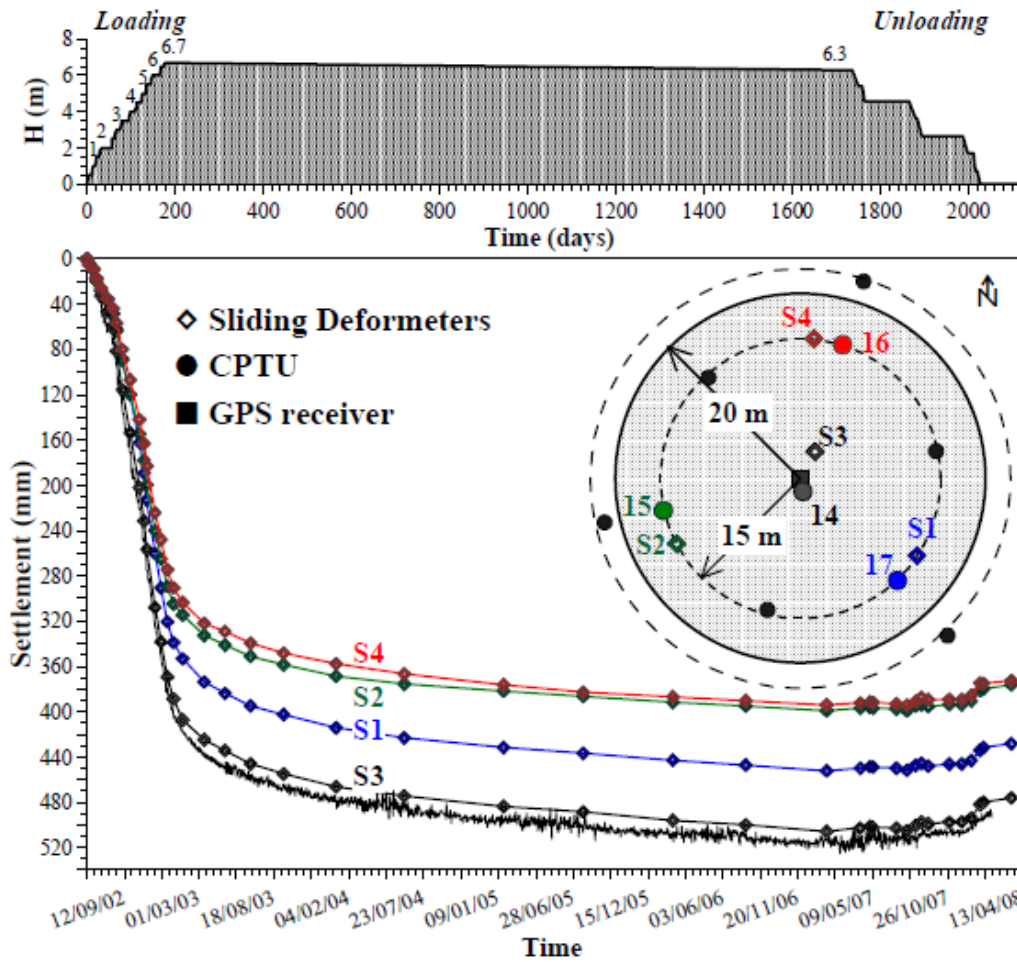 Loading
Unloading
H (m)
8
6
4
2
0
1
2
3
4
5
6
6.7
6.3
0
200
400
600
800
1000
1200
1400
1600
1800
2000
Time (days)
Settlement (mm)
0
40
80
120
160
200
240
280
320
360
400
440
480
520
Sliding Deformeters
CPTU
GPS receiver
N
S4
16
20 m
S3
15
14
S1
S2
15 m
17
S4
S2
S1
S3
12/09/02
01/03/03
18/08/03
04/02/04
23/07/04
09/01/05
28/06/05
15/12/05
03/06/06
20/11/06
09/05/07
26/10/07
13/04/08
Time